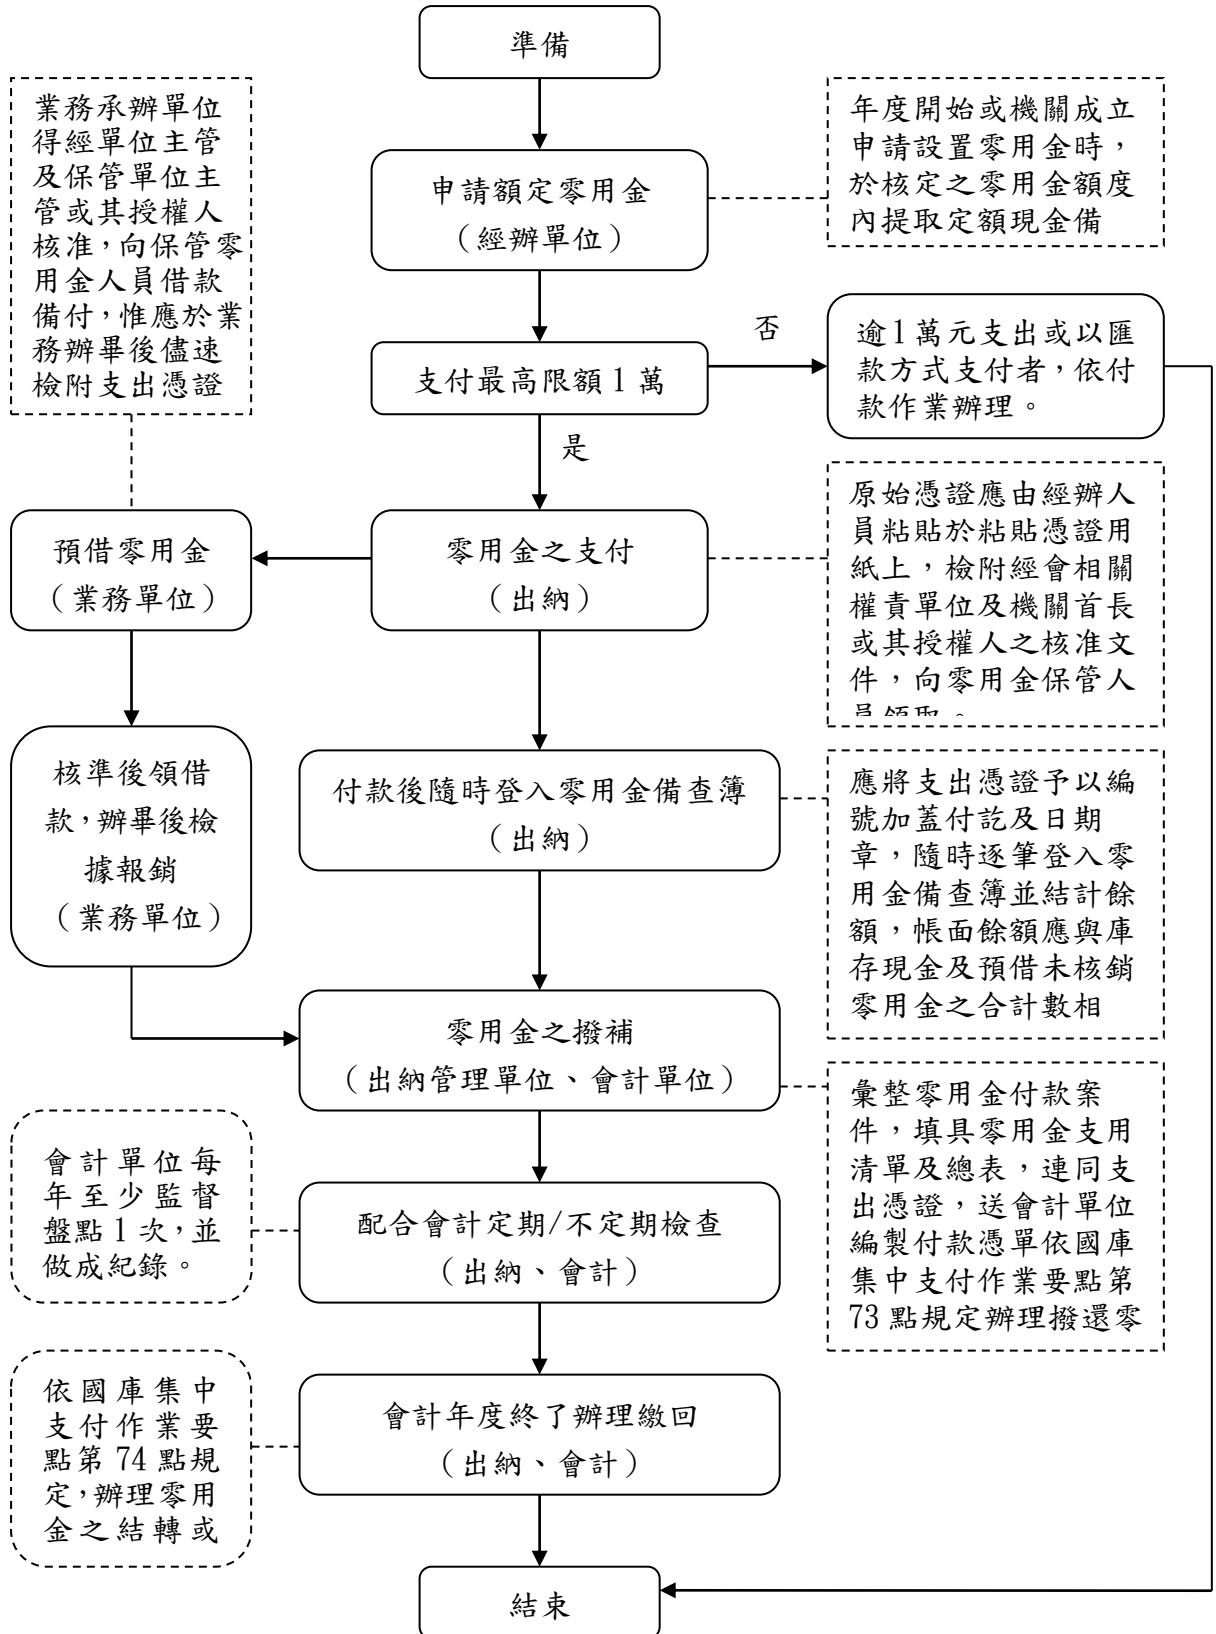 準備
業務承辦單位
得經單位主管
及保管單位主
管或其授權人
核准，向保管零
用金人員借款
備付，惟應於業
務辦畢後儘速
檢附支出憑證
年度開始或機關成立
申請設置零用金時，
於核定之零用金額度
內提取定額現金備
申請額定零用金
（經辦單位）
否
逾1萬元支出或以匯
款方式支付者，依付
款作業辦理。
支付最高限額1萬
是
原始憑證應由經辦人
員粘貼於粘貼憑證用
紙上，檢附經會相關
權責單位及機關首長
或其授權人之核准文
件，向零用金保管人
員領取。
預借零用金
（業務單位）
零用金之支付
（出納）
核準後領借
款，辦畢後檢
據報銷
（業務單位）
付款後隨時登入零用金備查簿
（出納）
應將支出憑證予以編
號加蓋付訖及日期
章，隨時逐筆登入零
用金備查簿並結計餘
額，帳面餘額應與庫
存現金及預借未核銷
零用金之合計數相
零用金之撥補
（出納管理單位、會計單位）
彙整零用金付款案
件，填具零用金支用
清單及總表，連同支
出憑證，送會計單位
編製付款憑單依國庫
集中支付作業要點第
73點規定辦理撥還零
會計單位每
年至少監督
盤點1次，並
做成紀錄。
配合會計定期/不定期檢查
（出納、會計）
依國庫集中
支付作業要
點第74點規
定，辦理零用
金之結轉或
會計年度終了辦理繳回
（出納、會計）
結束